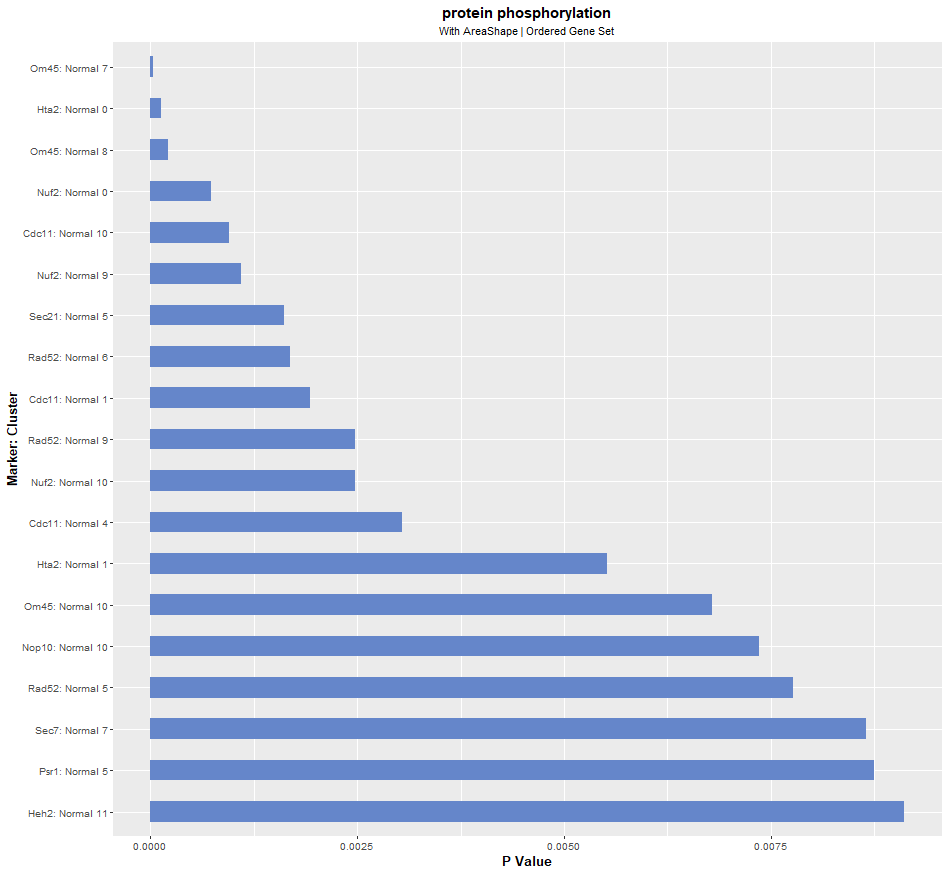 protein phosphorylation
With AreaShape | Ordered Gene Set
Marker: Cluster
Om45: Normal 7
Hta2: Normal 0
Om45: Normal 8
Nuf2: Normal 0
Cdc11: Normal 10
Nuf2: Normal 9
Sec21: Normal 5
Rad52: Normal 6
Cdc11: Normal 1
Rad52: Normal 9
Nuf2: Normal 10
Cdc11: Normal 4
Hta2: Normal 1
Om45: Normal 10
Nop10: Normal 10
Rad52: Normal 5
Sec7: Normal 7
Psr1: Normal 5
Heh2: Normal 11
0.0000 0.0025 0.0050 0.0075
P Value